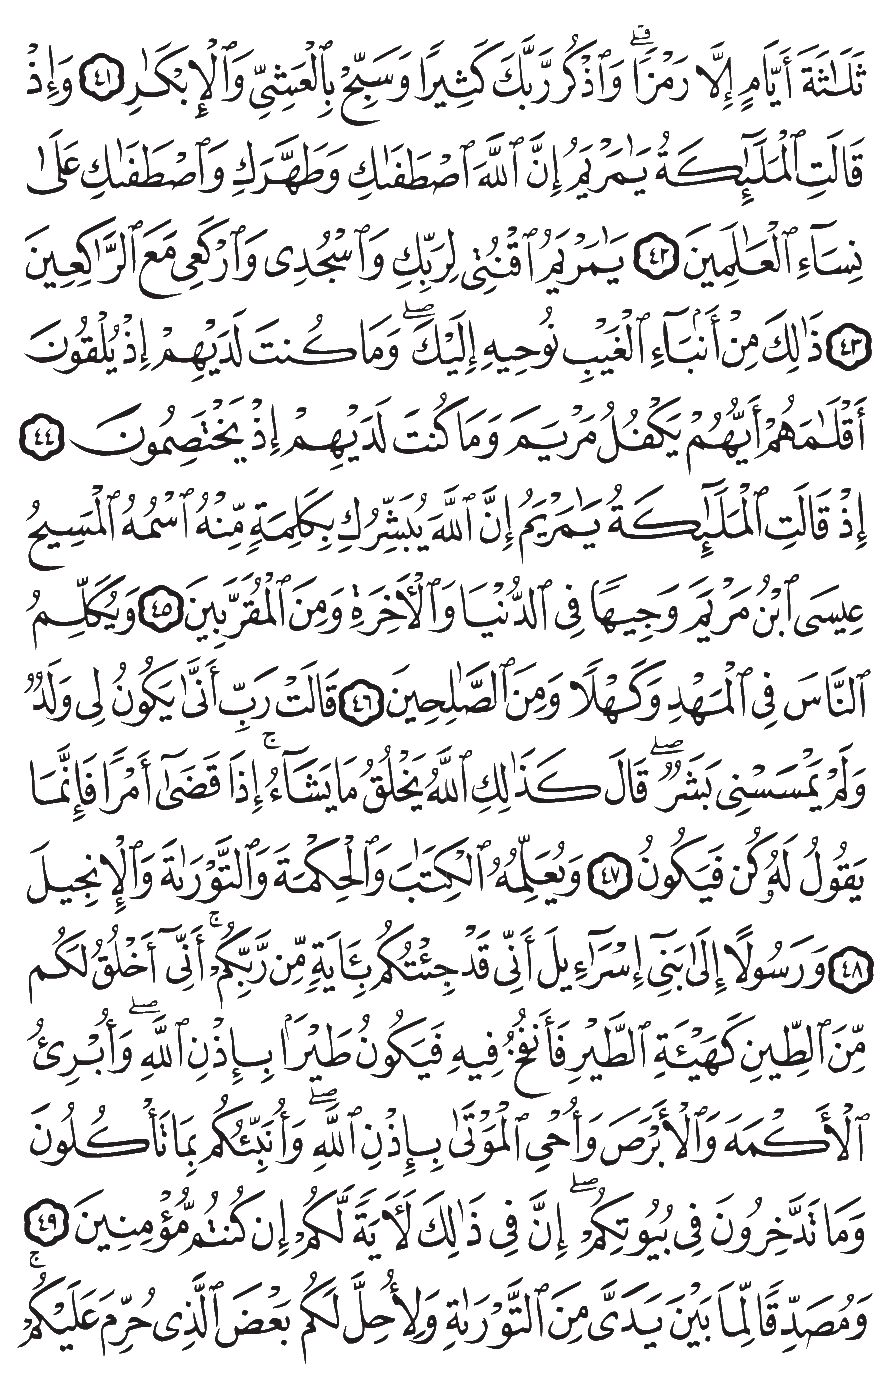 ثَلَـٰثَةَ أَيَّامٍ إِلَّا رَمْزًا ۗ وَٱذْكُر رَّبَّكَ كَثِيرًا وَسَبِّحْ بِٱلْعَشِىِّ وَٱلْإِبْكَـٰرِ ٤١ وَإِذْ
قَالَتِ ٱلْمَلَـٰٓئِكَةُ يَـٰمَرْيَمُ إِنَّ ٱللَّهَ ٱصْطَفَىٰكِ وَطَهَّرَكِ وَٱصْطَفَىٰكِ عَلَىٰ
نِسَآءِ ٱلْعَـٰلَمِينَ ٤٢ يَـٰمَرْيَمُ ٱقْنُتِى لِرَبِّكِ وَٱسْجُدِى وَٱرْكَعِى مَعَ ٱلرَّٰكِعِينَ
٤٣ ذَٰلِكَ مِنْ أَنۢبَآءِ ٱلْغَيْبِ نُوحِيهِ إِلَيْكَ ۖ وَمَا كُنتَ لَدَيْهِمْ إِذْ يُلْقُونَ
أَقْلَـٰمَهُمْ أَيُّهُمْ يَكْفُلُ مَرْيَمَ وَمَا كُنتَ لَدَيْهِمْ إِذْ يَخْتَصِمُونَ ٤٤
إِذْ قَالَتِ ٱلْمَلَـٰٓئِكَةُ يَـٰمَرْيَمُ إِنَّ ٱللَّهَ يُبَشِّرُكِ بِكَلِمَةٍ مِّنْهُ ٱسْمُهُ ٱلْمَسِيحُ
عِيسَى ٱبْنُ مَرْيَمَ وَجِيهًا فِى ٱلدُّنْيَا وَٱلْـَٔاخِرَةِ وَمِنَ ٱلْمُقَرَّبِينَ ٤٥ وَيُكَلِّمُ
ٱلنَّاسَ فِى ٱلْمَهْدِ وَكَهْلًا وَمِنَ ٱلصَّـٰلِحِينَ ٤٦ قَالَتْ رَبِّ أَنَّىٰ يَكُونُ لِى وَلَدٌ
وَلَمْ يَمْسَسْنِى بَشَرٌ ۖ قَالَ كَذَٰلِكِ ٱللَّهُ يَخْلُقُ مَا يَشَآءُ ۚ إِذَا قَضَىٰٓ أَمْرًا فَإِنَّمَا
يَقُولُ لَهُۥ كُن فَيَكُونُ ٤٧ وَيُعَلِّمُهُ ٱلْكِتَـٰبَ وَٱلْحِكْمَةَ وَٱلتَّوْرَىٰةَ وَٱلْإِنجِيلَ
٤٨ وَرَسُولًا إِلَىٰ بَنِىٓ إِسْرَٰٓءِيلَ أَنِّى قَدْ جِئْتُكُم بِـَٔايَةٍ مِّن رَّبِّكُمْ ۖ أَنِّىٓ أَخْلُقُ لَكُم
مِّنَ ٱلطِّينِ كَهَيْـَٔةِ ٱلطَّيْرِ فَأَنفُخُ فِيهِ فَيَكُونُ طَيْرًۢا بِإِذْنِ ٱللَّهِ ۖ وَأُبْرِئُ
ٱلْأَكْمَهَ وَٱلْأَبْرَصَ وَأُحْىِ ٱلْمَوْتَىٰ بِإِذْنِ ٱللَّهِ ۖ وَأُنَبِّئُكُم بِمَا تَأْكُلُونَ
وَمَا تَدَّخِرُونَ فِى بُيُوتِكُمْ ۖ إِنَّ فِى ذَٰلِكَ لَـَٔايَةً لَّكُمْ إِن كُنتُم مُّؤْمِنِينَ ٤٩
وَمُصَدِّقًا لِّمَا بَيْنَ يَدَىَّ مِنَ ٱلتَّوْرَىٰةِ وَلِأُحِلَّ لَكُم بَعْضَ ٱلَّذِى حُرِّمَ عَلَيْكُمْ ۚ